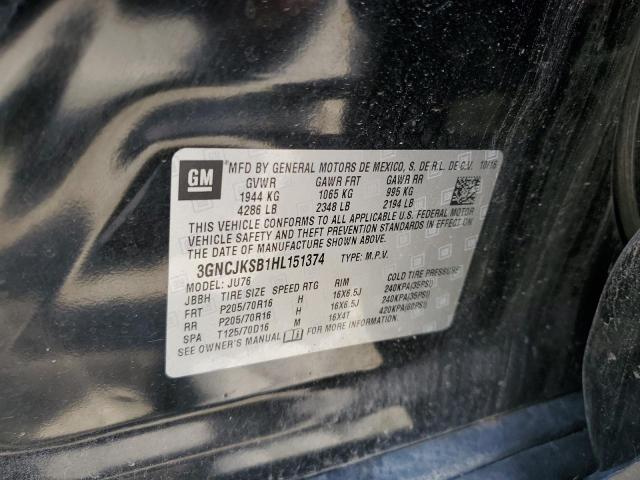 GM
MFD BY GENERAL MOTORS DE MEXICO, S. DE R.L. DE C.V. 10/16
GVWR GAWR FRT GAWR RR
1944 KG 1065 KG 995 KG
4286 LB 2348 LB 2194 LB
THIS VEHICLE CONFORMS TO ALL APPLICABLE U.S. FEDERAL MOTOR
VEHICLE SAFETY AND THEFT PREVENTION STANDARDS IN EFFECT ON
THE DATE OF MANUFACTURE SHOWN ABOVE.
3GNCJKSB1HL151374 TYPE: M.P.V.
MODEL: JU76
JBBH TIRE SIZE SPEED RTG RIM COLD TIRE PRESSURE
FRT P205/70R16 H 16X6.5J 240KPA(35PSI)
RR P205/70R16 H 16X6.5J 240KPA(35PSI)
SPA T125/70D16 M 16X4T 420KPA(60PSI)
SEE OWNER'S MANUAL FOR MORE INFORMATION.